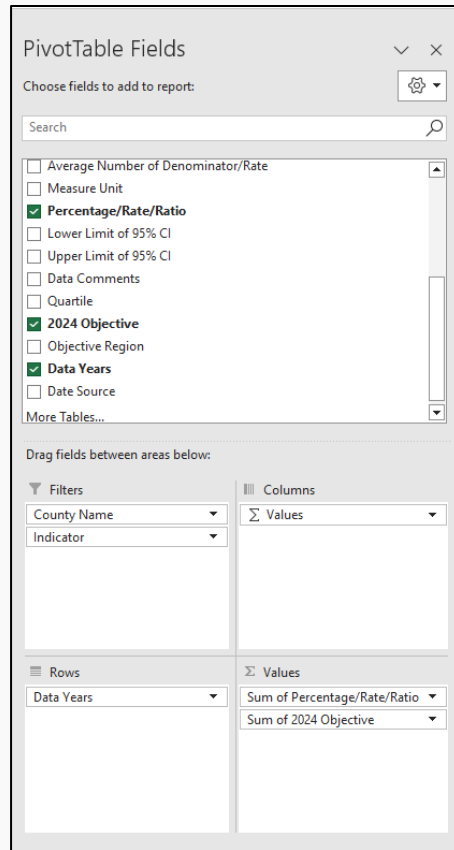 PivotTable Fields
Choose fields to add to report:
Search
Average Number of Denominator/Rate
Measure Unit
Percentage/Rate/Ratio
Lower Limit of 95% CI
Upper Limit of 95% CI
Data Comments
Quartile
2024 Objective
Objective Region
Data Years
Date Source
More Tables...
Drag fields between areas below:
Filters
County Name
Indicator
Columns
Σ Values
Rows
Data Years
Σ Values
Sum of Percentage/Rate/Ratio
Sum of 2024 Objective